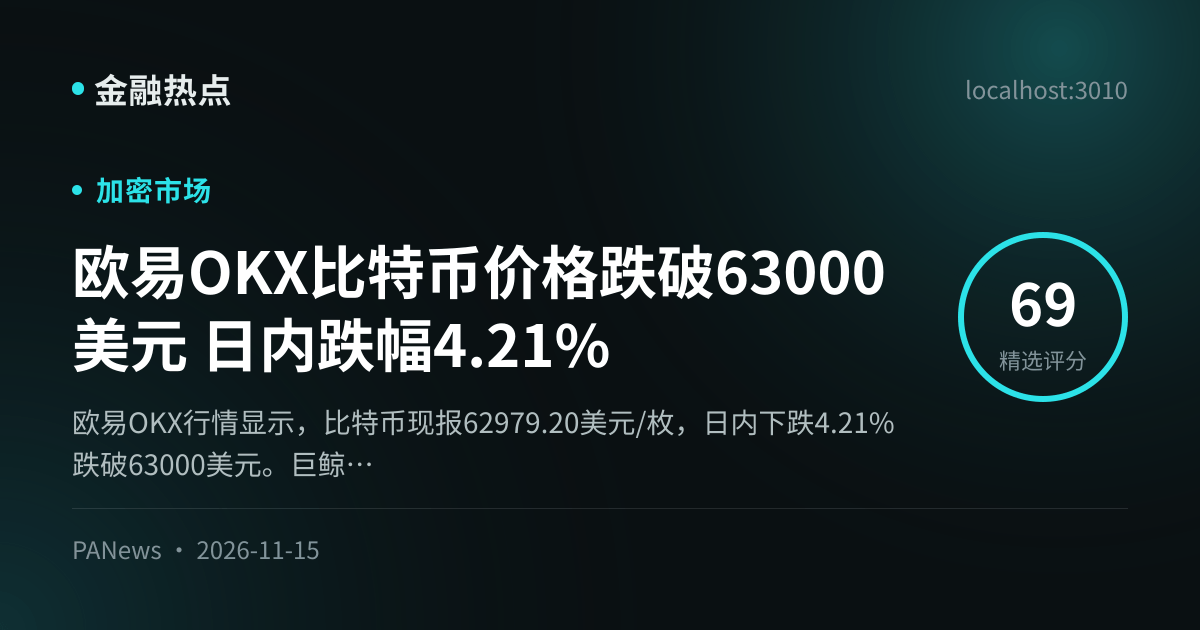 金融热点
localhost:3010
加密市场
欧易OKX比特币价格跌破63000
美元 日内跌幅4.21%
69
精选评分
欧易OKX行情显示，比特币现报62979.20美元/枚，日内下跌4.21%
跌破63000美元。巨鲸…
PANews • 2026-11-15